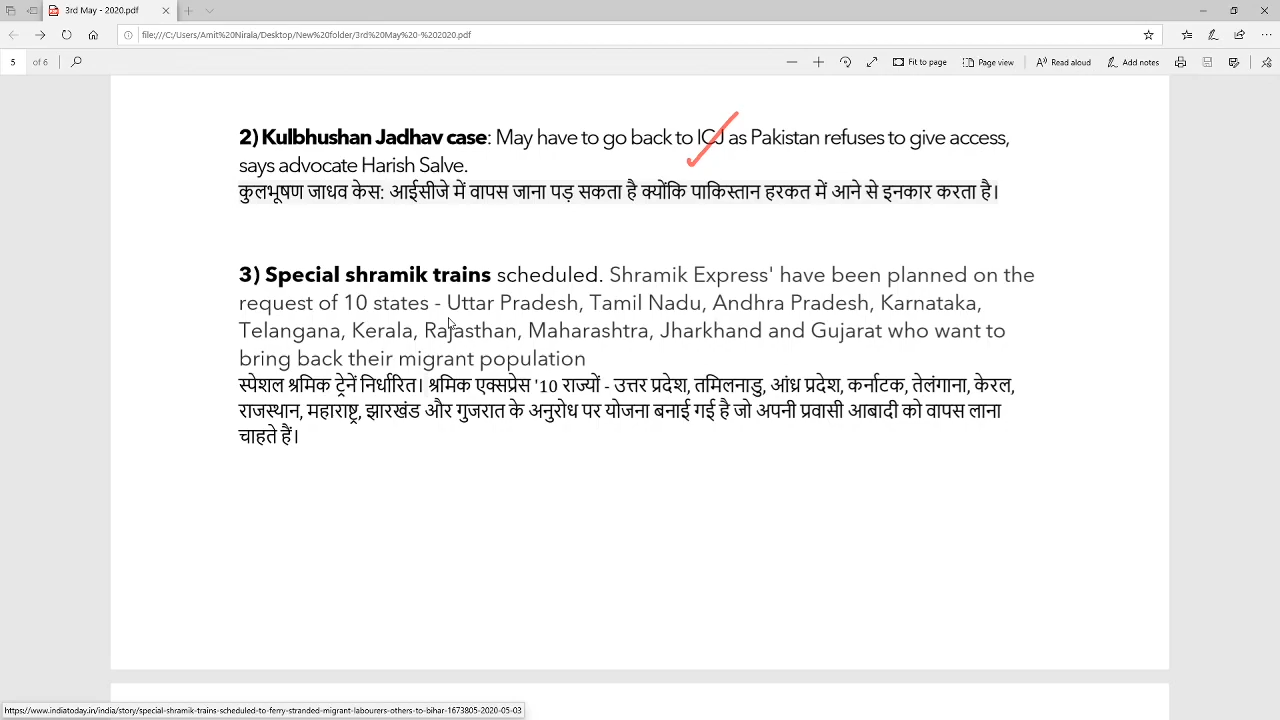 3rd May - 2020.pdf
file:///C:/Users/Amit%20Nirala/Desktop/New%20folder/3rd%20May%20-%202020.pdf
5 of 6 Fit to page Page view Read aloud Add notes
2) Kulbhushan Jadhav case: May have to go back to ICJ as Pakistan refuses to give access,
says advocate Harish Salve.
कुलभूषण जाधव केस: आईसीजे में वापस जाना पड़ सकता है क्योंकि पाकिस्तान हरकत में आने से इनकार करता है।
3) Special shramik trains scheduled. Shramik Express' have been planned on the
request of 10 states - Uttar Pradesh, Tamil Nadu, Andhra Pradesh, Karnataka,
Telangana, Kerala, Rajasthan, Maharashtra, Jharkhand and Gujarat who want to
bring back their migrant population
स्पेशल श्रमिक ट्रेनें निर्धारित। श्रमिक एक्सप्रेस '10 राज्यों - उत्तर प्रदेश, तमिलनाडु, आंध्र प्रदेश, कर्नाटक, तेलंगाना, केरल,
राजस्थान, महाराष्ट्र, झारखंड और गुजरात के अनुरोध पर योजना बनाई गई है जो अपनी प्रवासी आबादी को वापस लाना
चाहते हैं।
https://www.indiatoday.in/india/story/special-shramik-trains-scheduled-to-ferry-stranded-migrant-labourers-others-to-bihar-1673805-2020-05-03